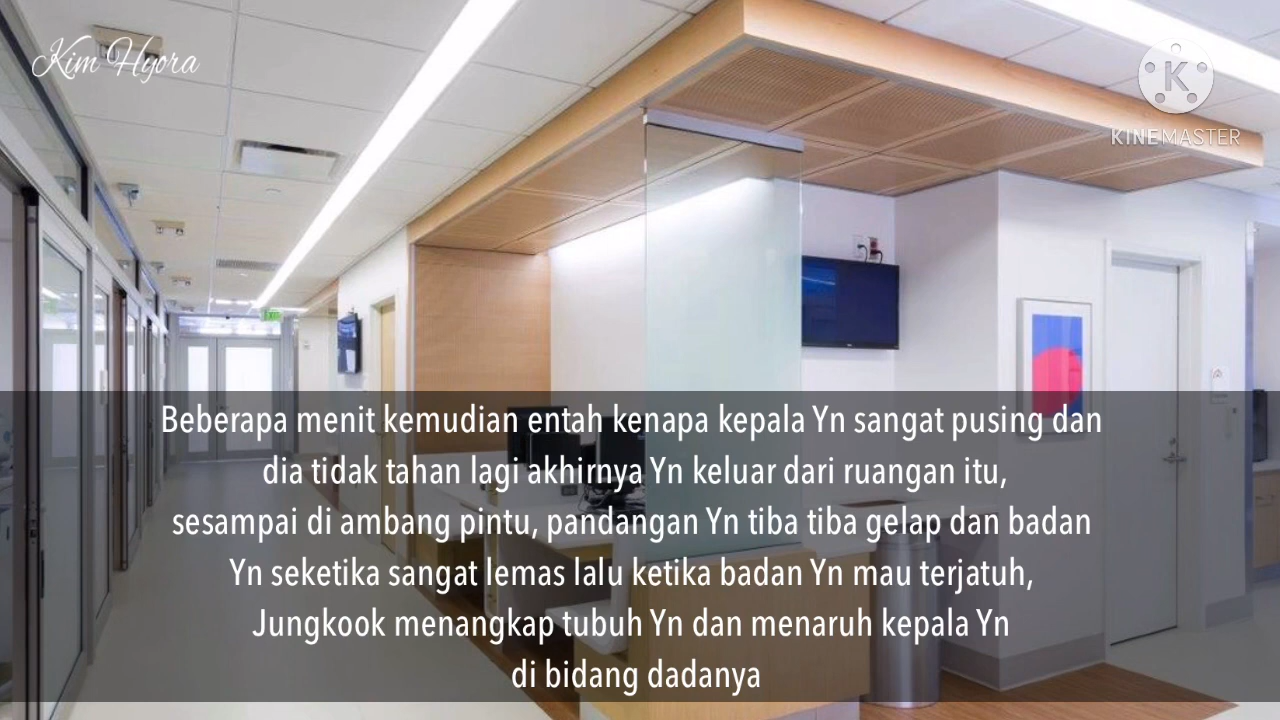 Kim Hyora
K
KINEMASTER
EXIT
Beberapa menit kemudian entah kenapa kepala Yn sangat pusing dan
dia tidak tahan lagi akhirnya Yn keluar dari ruangan itu,
sesampai di ambang pintu, pandangan Yn tiba tiba gelap dan badan
Yn seketika sangat lemas lalu ketika badan Yn mau terjatuh,
Jungkook menangkap tubuh Yn dan menaruh kepala Yn
di bidang dadanya